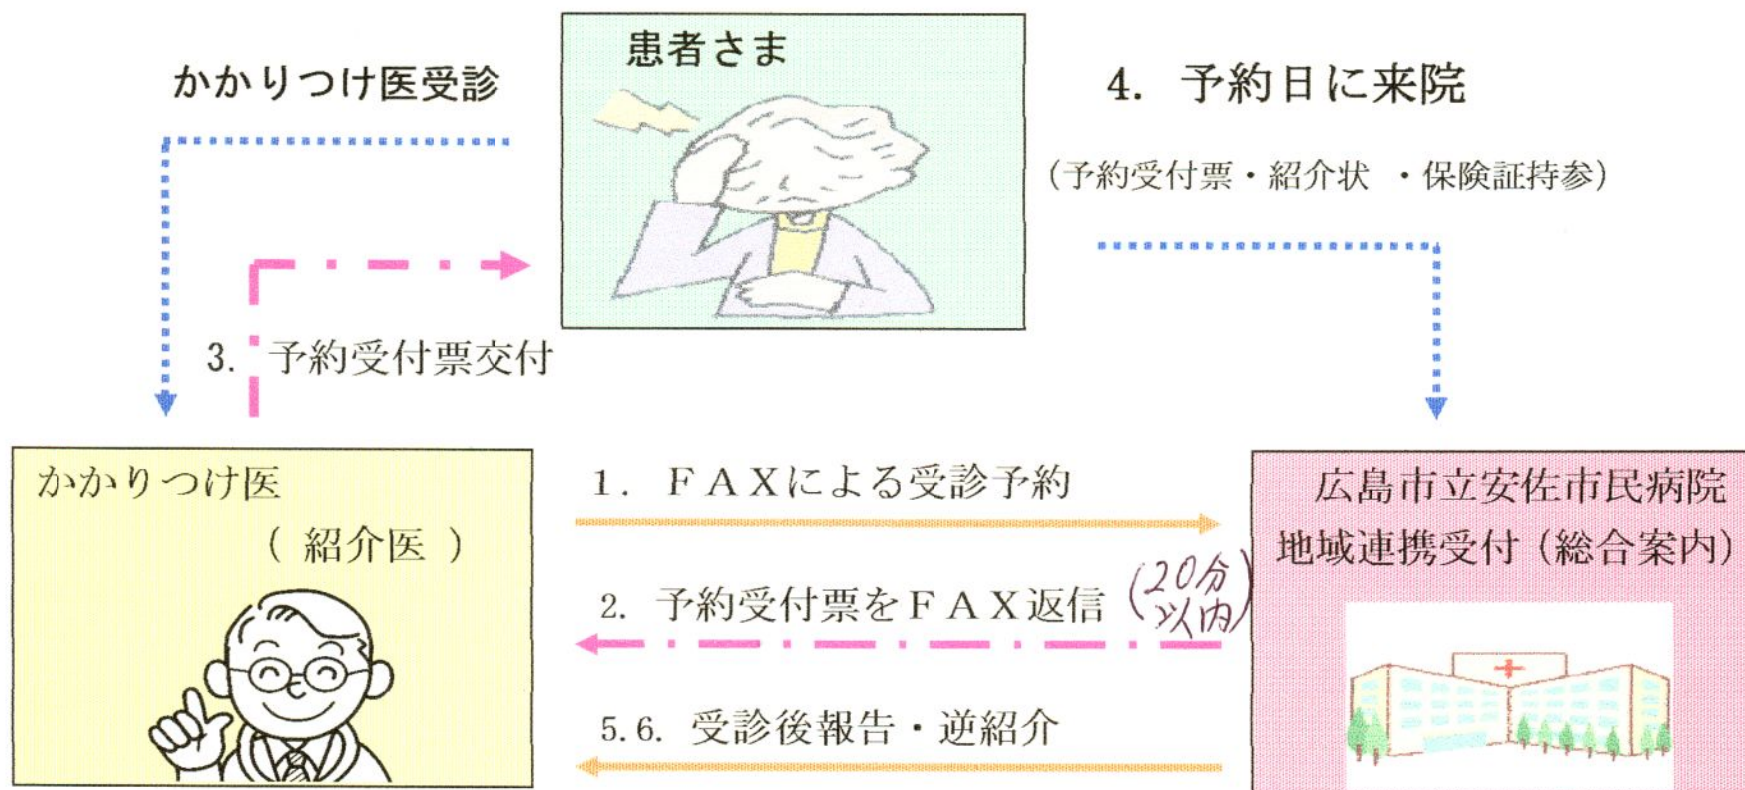 患者さま
かかりつけ医受診
4. 予約日に来院
(予約受付票・紹介状 ・保険証持参)
3. 予約受付票交付
かかりつけ医
( 紹介医 )
1. FAXによる受診予約
2. 予約受付票をFAX返信 (20分
以内)
5.6. 受診後報告・逆紹介
広島市立安佐市民病院
地域連携受付(総合案内)